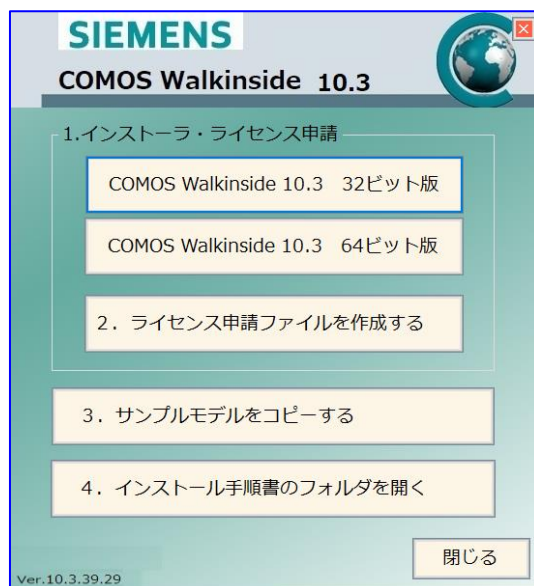 SIEMENS
COMOS Walkinside 10.3
1.インストーラ・ライセンス申請
COMOS Walkinside 10.3　32ビット版
COMOS Walkinside 10.3　64ビット版
２．ライセンス申請ファイルを作成する
３．サンプルモデルをコピーする
４．インストール手順書のフォルダを開く
閉じる
Ver.10.3.39.29